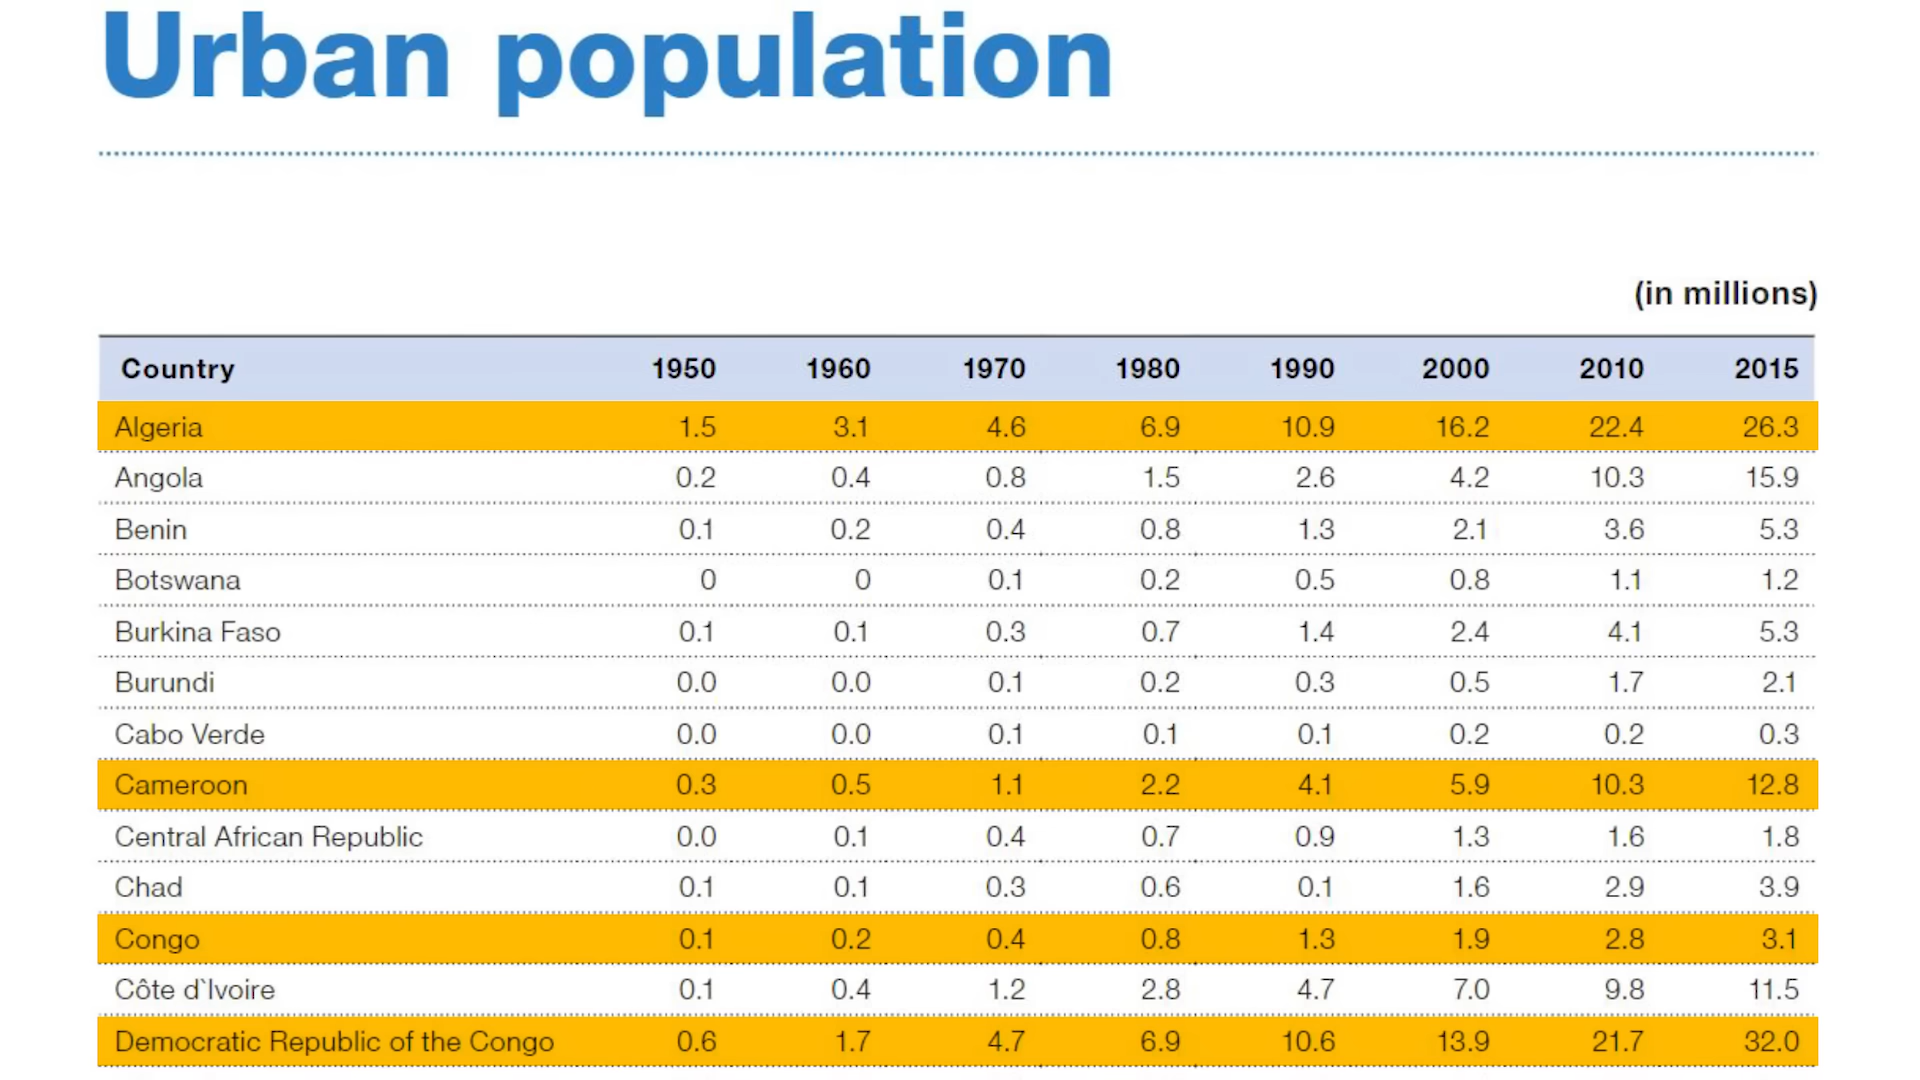 Urban population
(in millions)
Country 1950 1960 1970 1980 1990 2000 2010 2015
Algeria 1.5 3.1 4.6 6.9 10.9 16.2 22.4 26.3
Angola 0.2 0.4 0.8 1.5 2.6 4.2 10.3 15.9
Benin 0.1 0.2 0.4 0.8 1.3 2.1 3.6 5.3
Botswana 0 0 0.1 0.2 0.5 0.8 1.1 1.2
Burkina Faso 0.1 0.1 0.3 0.7 1.4 2.4 4.1 5.3
Burundi 0.0 0.0 0.1 0.2 0.3 0.5 1.7 2.1
Cabo Verde 0.0 0.0 0.1 0.1 0.1 0.2 0.2 0.3
Cameroon 0.3 0.5 1.1 2.2 4.1 5.9 10.3 12.8
Central African Republic 0.0 0.1 0.4 0.7 0.9 1.3 1.6 1.8
Chad 0.1 0.1 0.3 0.6 0.1 1.6 2.9 3.9
Congo 0.1 0.2 0.4 0.8 1.3 1.9 2.8 3.1
Côte d`Ivoire 0.1 0.4 1.2 2.8 4.7 7.0 9.8 11.5
Democratic Republic of the Congo 0.6 1.7 4.7 6.9 10.6 13.9 21.7 32.0